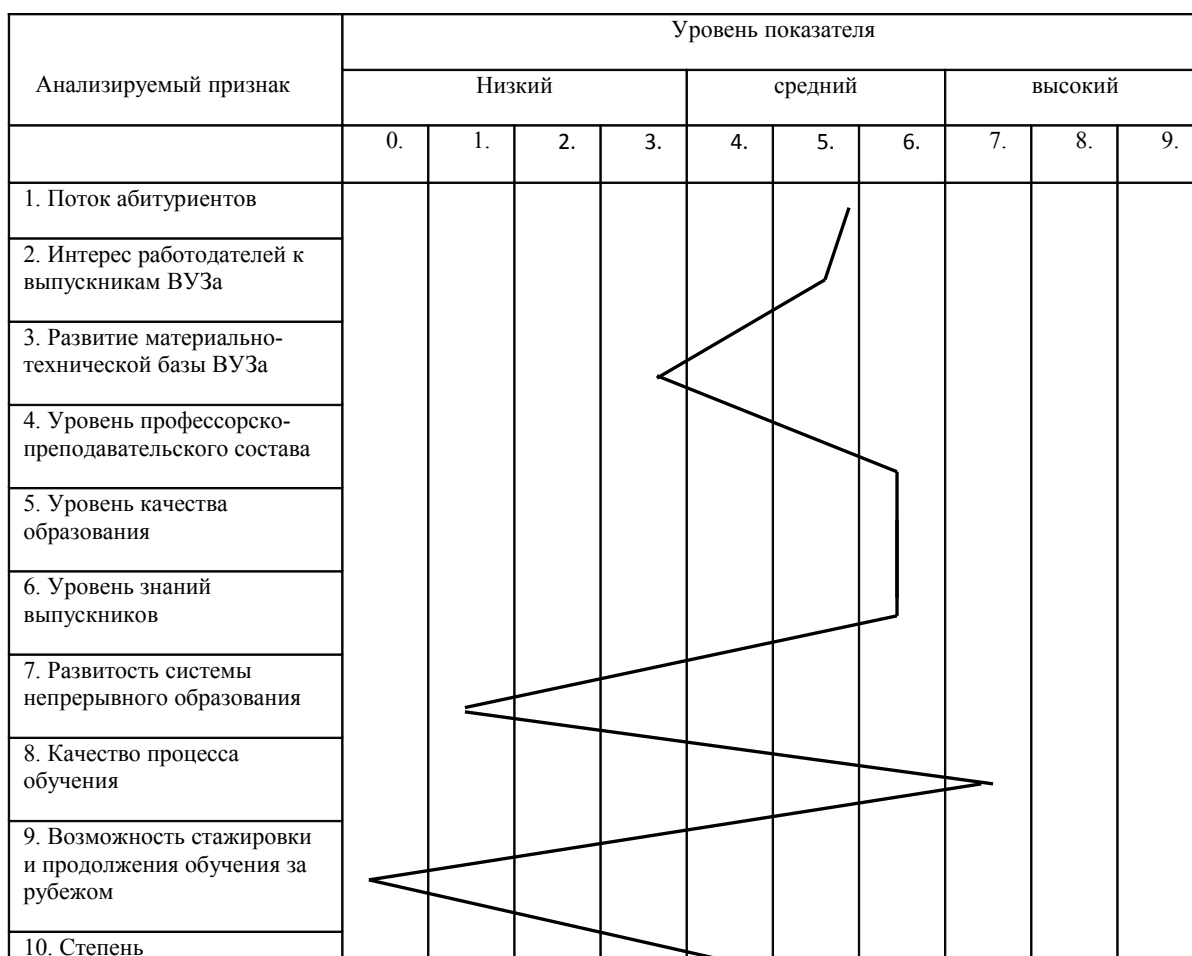 Уровень показателя
Анализируемый признак
Низкий средний высокий
0. 1. 2. 3. 4. 5. 6. 7. 8. 9.
1. Поток абитуриентов
2. Интерес работодателей к
выпускникам ВУЗа
3. Развитие материально-
технической базы ВУЗа
4. Уровень профессорско-
преподавательского состава
5. Уровень качества
образования
6. Уровень знаний
выпускников
7. Развитость системы
непрерывного образования
8. Качество процесса
обучения
9. Возможность стажировки
и продолжения обучения за
рубежом
10. Степень